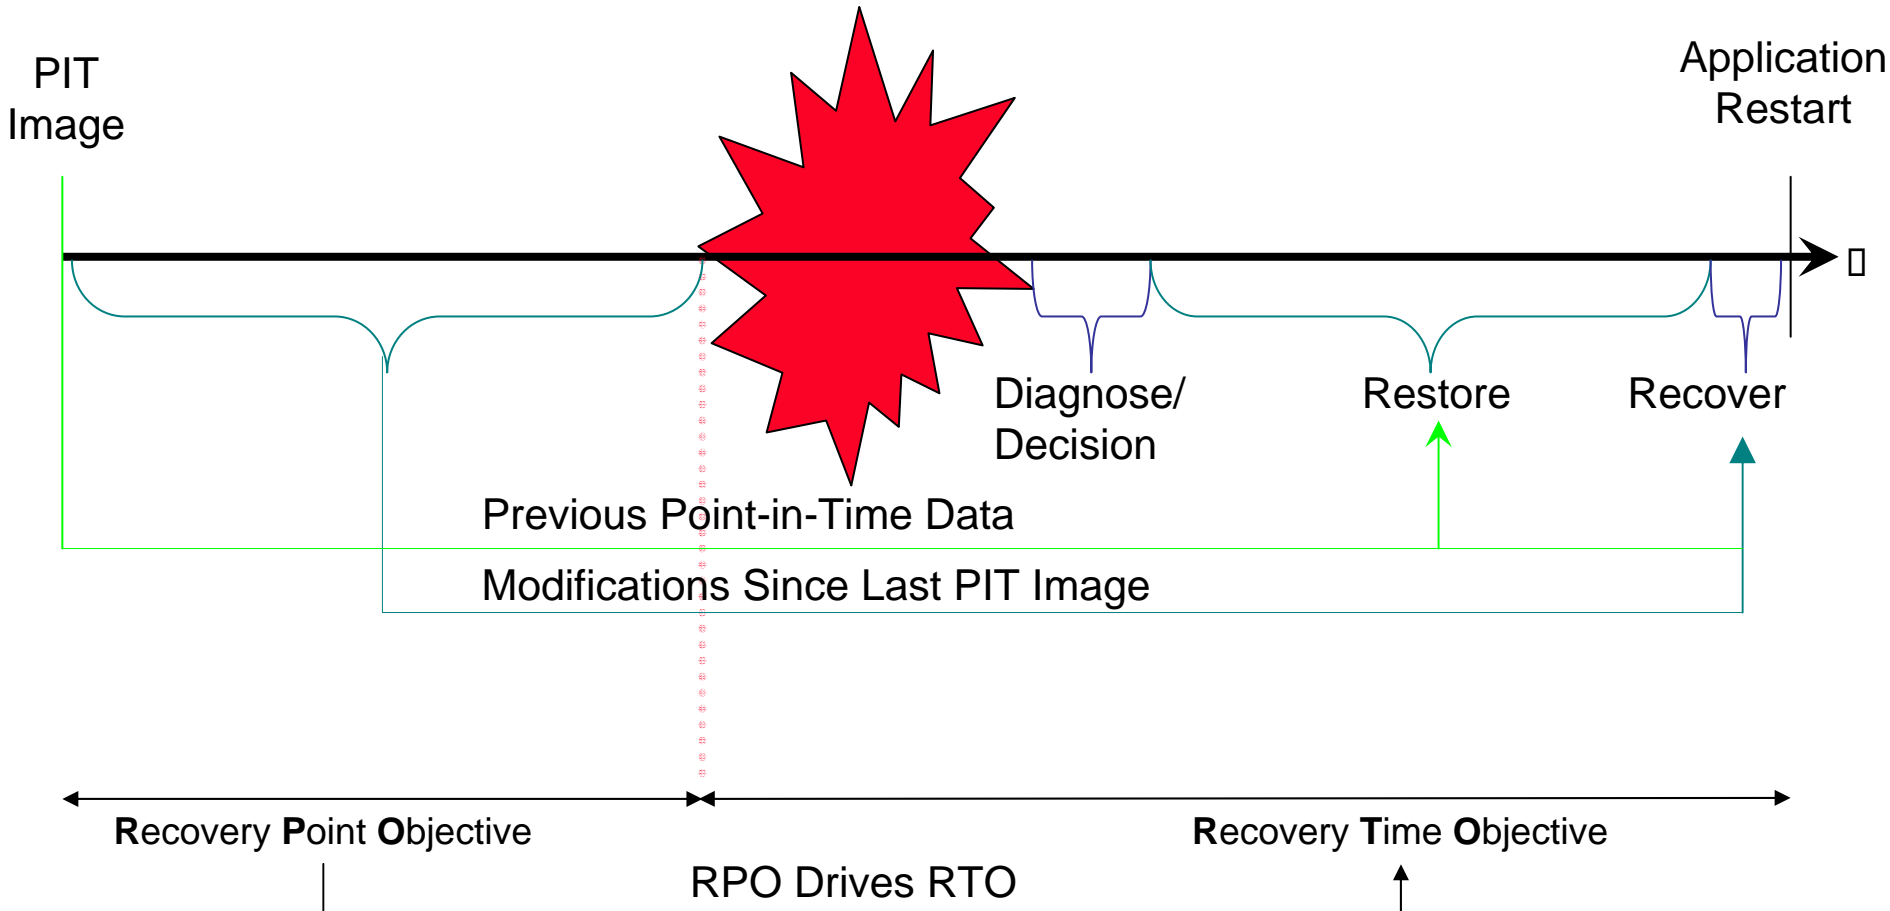 PIT
Image
Application
Restart
Diagnose/
Decision
Restore
Recover
Previous Point-in-Time Data
Modifications Since Last PIT Image
Recovery Point Objective
Recovery Time Objective
RPO Drives RTO